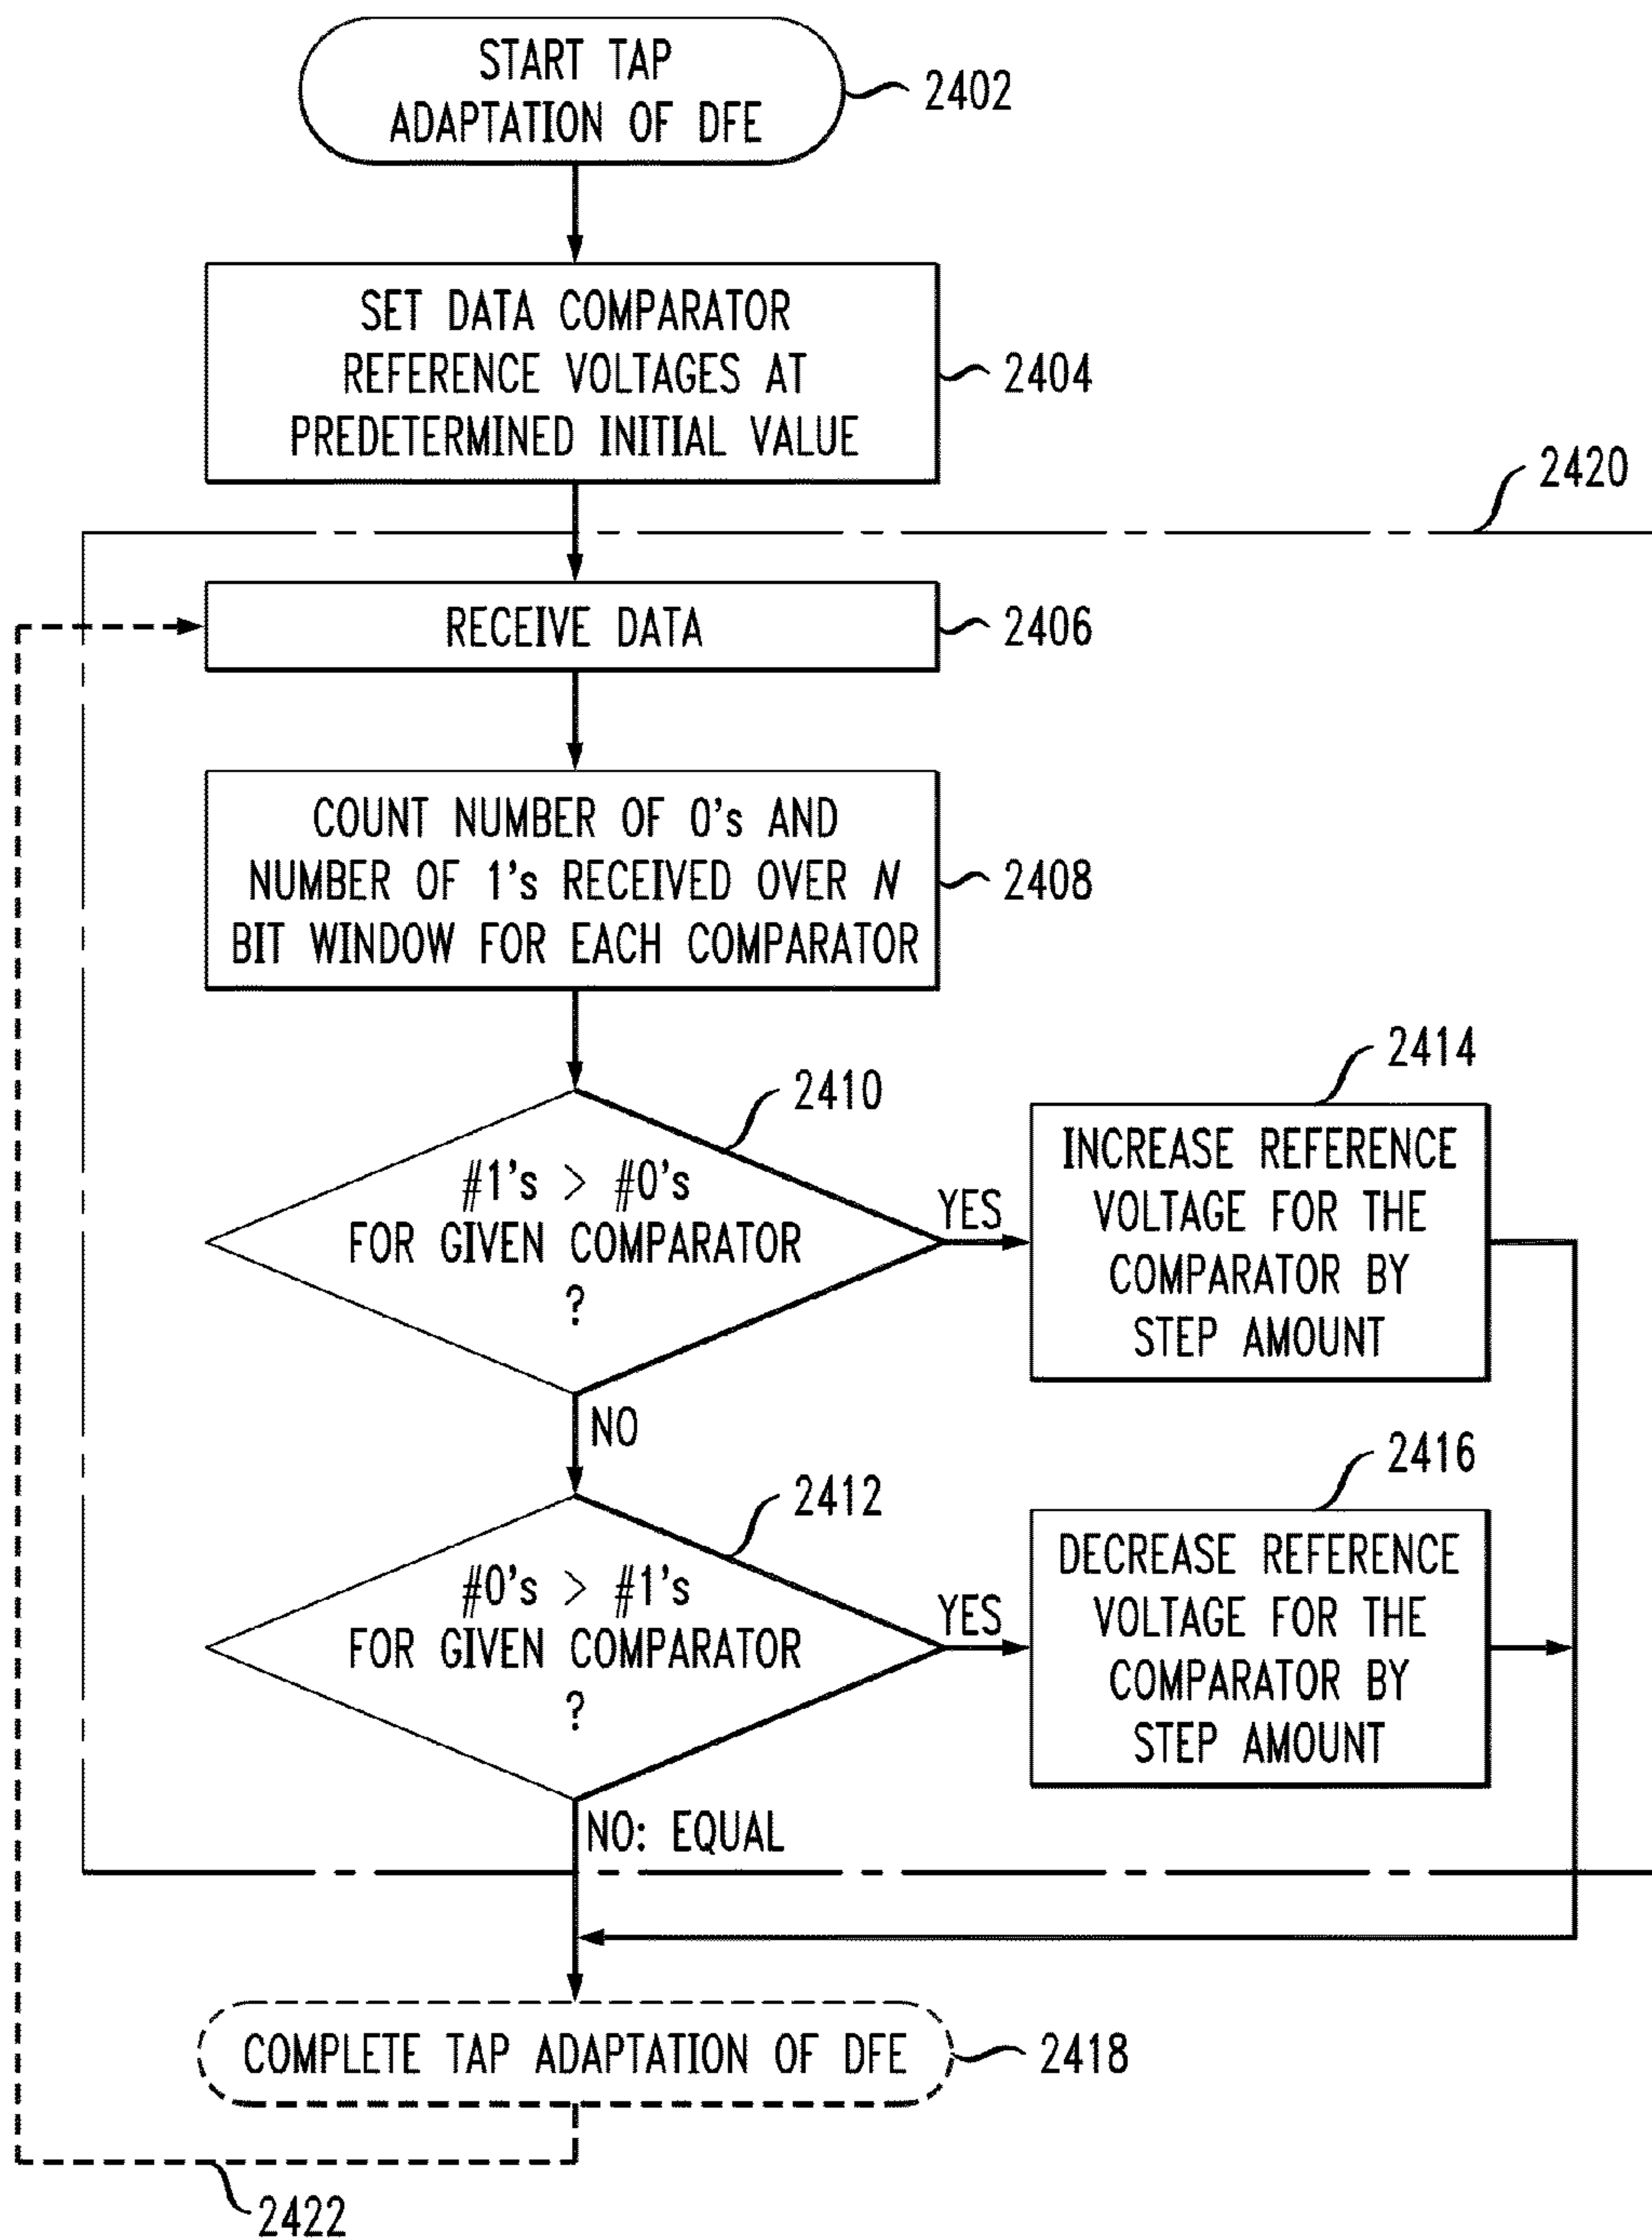 START TAP
ADAPTATION OF DFE
2402
SET DATA COMPARATOR
REFERENCE VOLTAGES AT
PREDETERMINED INITIAL VALUE
2404
2420
RECEIVE DATA
2406
COUNT NUMBER OF 0's AND
NUMBER OF 1's RECEIVED OVER N
BIT WINDOW FOR EACH COMPARATOR
2408
2410
#1's > #0's
FOR GIVEN COMPARATOR
?
YES
2414
INCREASE REFERENCE
VOLTAGE FOR THE
COMPARATOR BY
STEP AMOUNT
NO
2412
#0's > #1's
FOR GIVEN COMPARATOR
?
YES
2416
DECREASE REFERENCE
VOLTAGE FOR THE
COMPARATOR BY
STEP AMOUNT
NO: EQUAL
COMPLETE TAP ADAPTATION OF DFE
2418
2422